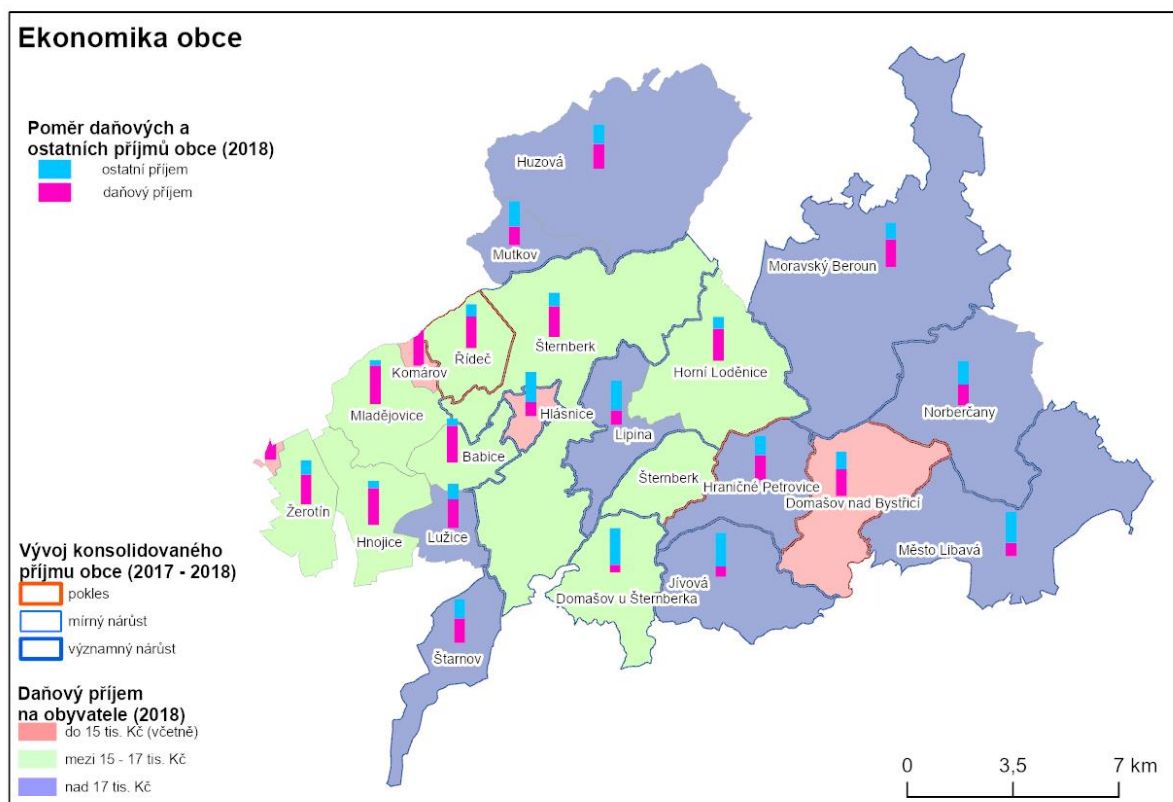 Ekonomika obce
Poměr daňových a
ostatních příjmů obce (2018)
ostatní příjem
daňový příjem
Huzová
Mutkov
Moravský Beroun
Řídeč
Šternberk
Komárov
Horní Loděnice
Mladějovice
Hlásnice
Norberčany
Lipina
Babice
Šternberk
Hraničné Petrovice
Domašov nad Bystřicí
Žerotín
Hnojice
Lužice
Město Libavá
Jívová
Domašov u Šternberka
Štarnov
Vývoj konsolidovaného
příjmu obce (2017 - 2018)
pokles
mírný nárůst
významný nárůst
Daňový příjem
na obyvatele (2018)
do 15 tis. Kč (včetně)
mezi 15 - 17 tis. Kč
nad 17 tis. Kč
0 3,5 7 km